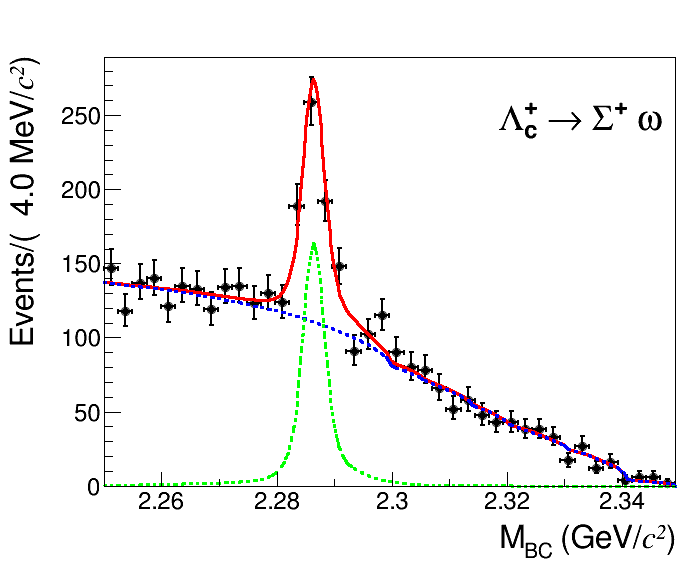 Events/( 4.0 MeV/c²)
250
200
150
100
50
0
Λc⁺ → Σ⁺ ω
2.26 2.28 2.3 2.32 2.34
M_BC (GeV/c²)